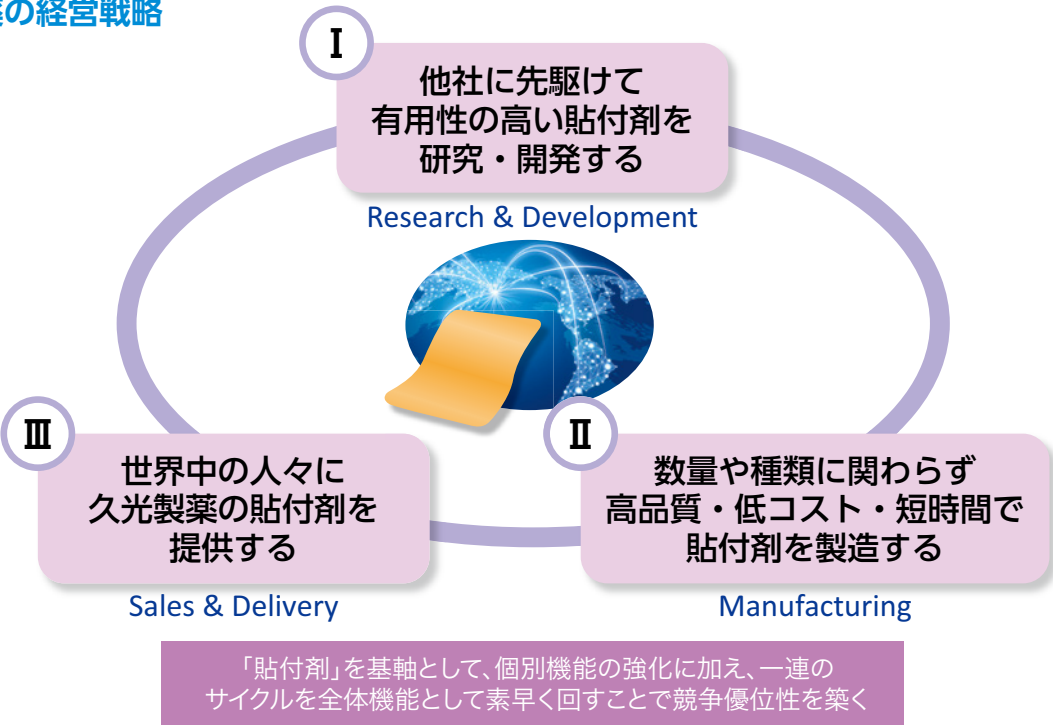 の経営戦略
Ⅰ
他社に先駆けて
有用性の高い貼付剤を
研究・開発する
Research & Development
Ⅲ
世界中の人々に
久光製薬の貼付剤を
提供する
Sales & Delivery
Ⅱ
数量や種類に関わらず
高品質・低コスト・短時間で
貼付剤を製造する
Manufacturing
「貼付剤」を基軸として、個別機能の強化に加え、一連の
サイクルを全体機能として素早く回すことで競争優位性を築く